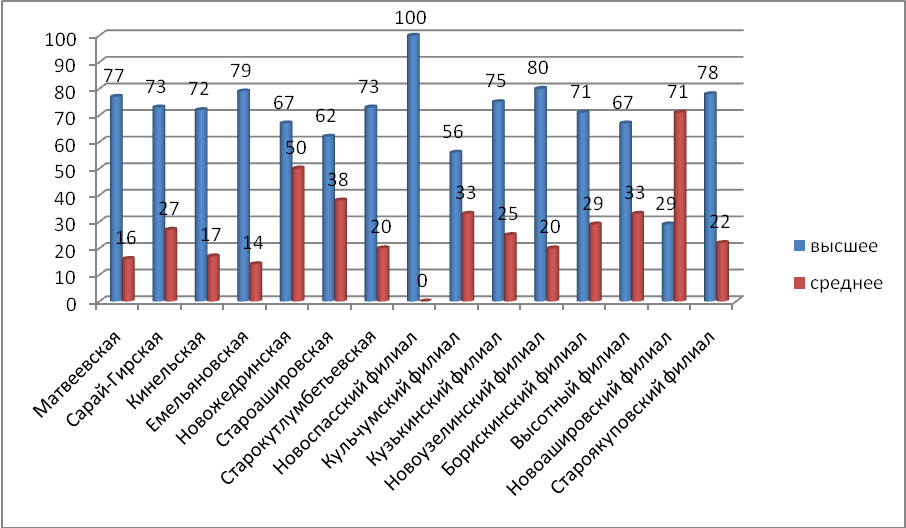 100
90
80
70
60
50
40
30
20
10
0
77
16
73
27
72
17
79
14
67
50
62
38
73
20
100
0
56
33
75
25
80
20
71
29
67
33
29
71
78
22
Матвеевская
Сарай-Гирская
Кинельская
Емельяновская
Новожедринская
Староашировская
Старокутлумбетьевская
Новоспасский филиал
Кульчумский филиал
Кузькинский филиал
Новоузелинский филиал
Борискинский филиал
Высотный филиал
Новоашировский филиал
Староякуповский филиал
высшее
среднее